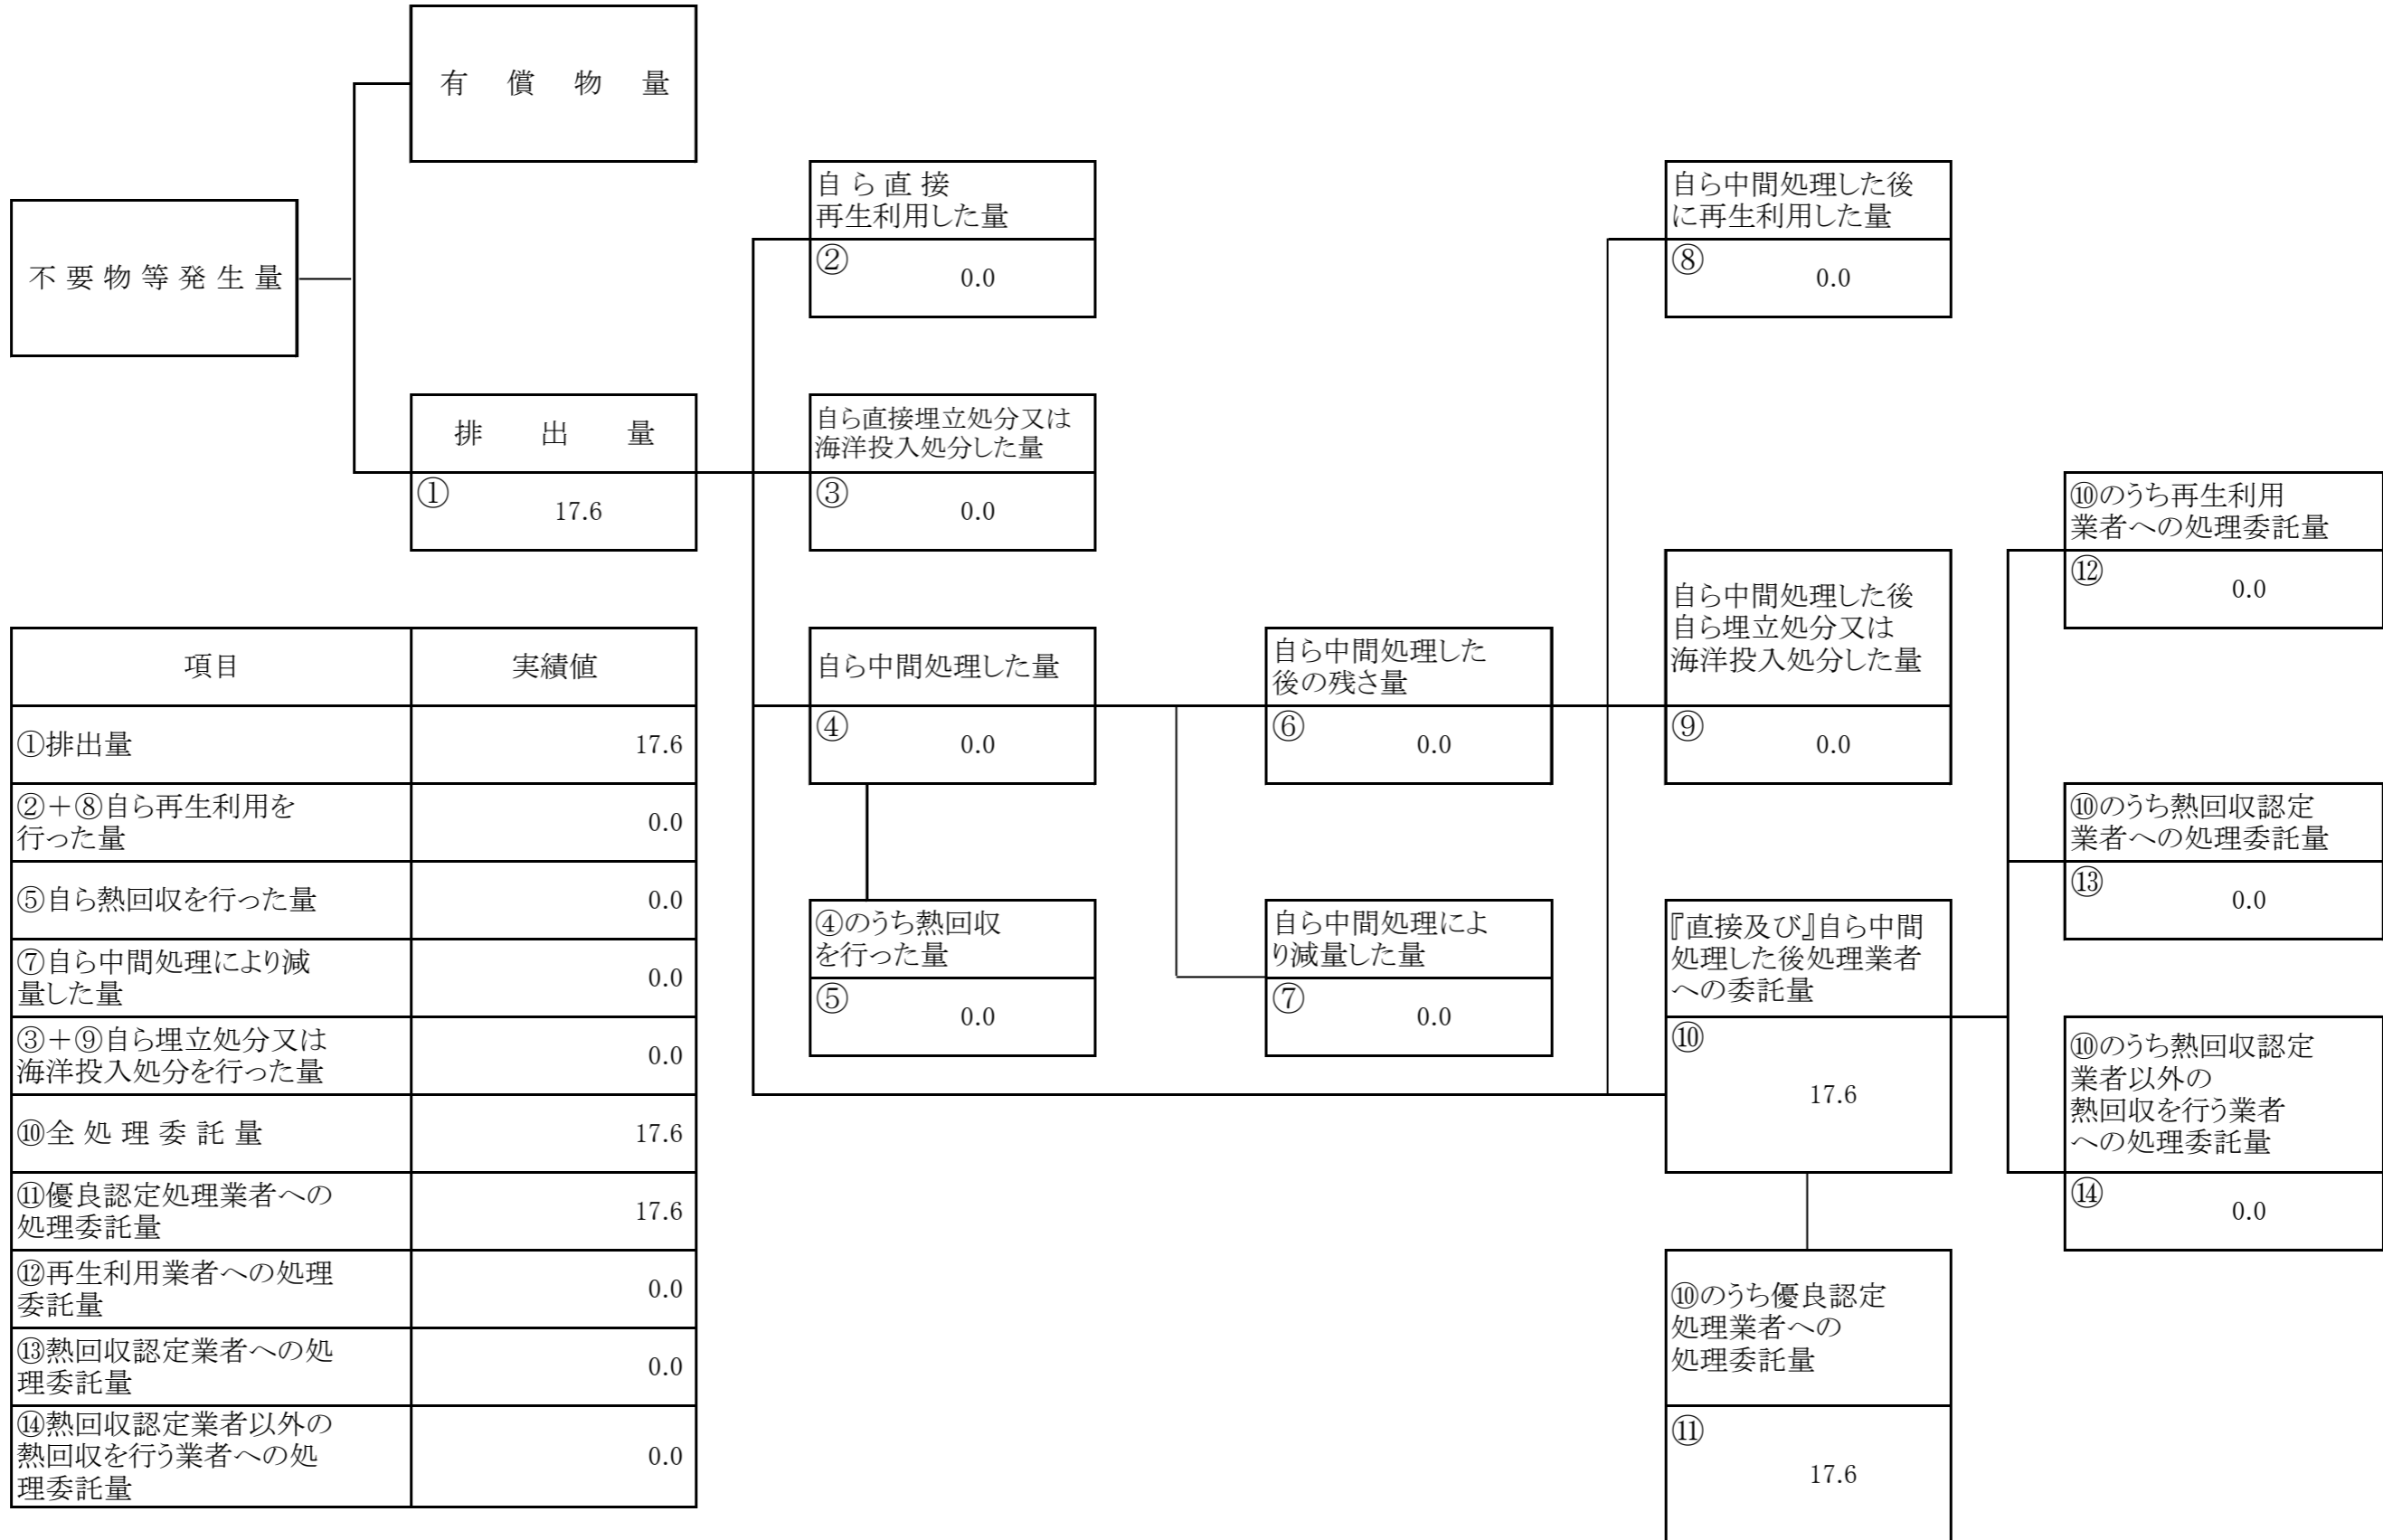 有償物量
不要物等発生量
排出量
①
17.6
自ら直接
再生利用した量
②
0.0
自ら直接埋立処分又は
海洋投入処分した量
③
0.0
自ら中間処理した量
④
0.0
④のうち熱回収
を行った量
⑤
0.0
自ら中間処理した
後の残さ量
⑥
0.0
自ら中間処理によ
り減量した量
⑦
0.0
自ら中間処理した後
に再生利用した量
⑧
0.0
自ら中間処理した後
自ら埋立処分又は
海洋投入処分した量
⑨
0.0
『直接及び』自ら中間
処理した後処理業者
への委託量
⑩
17.6
⑩のうち優良認定
処理業者への
処理委託量
⑪
17.6
⑩のうち再生利用
業者への処理委託量
⑫
0.0
⑩のうち熱回収認定
業者への処理委託量
⑬
0.0
⑩のうち熱回収認定
業者以外の
熱回収を行う業者
への処理委託量
⑭
0.0
項目 実績値
①排出量 17.6
②+⑧自ら再生利用を
行った量 0.0
⑤自ら熱回収を行った量 0.0
⑦自ら中間処理により減
量した量 0.0
③+⑨自ら埋立処分又は
海洋投入処分を行った量 0.0
⑩全処理委託量 17.6
⑪優良認定処理業者への
処理委託量 17.6
⑫再生利用業者への処理
委託量 0.0
⑬熱回収認定業者への処
理委託量 0.0
⑭熱回収認定業者以外の
熱回収を行う業者への処
理委託量 0.0